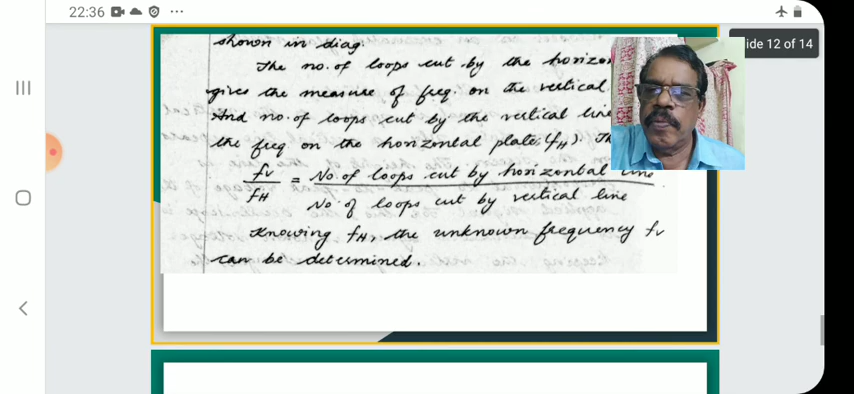 22:36
ide 12 of 14
shown in diag.
The no. of loops cut by the horizon
gives the measure of freq. on the vertical
And no. of loops cut by the vertical line
the freq on the horizontal plate, (fH). Th
fv/fH = No. of loops cut by horizontal line / No. of loops cut by vertical line
Knowing fH, the unknown frequency fv
can be determined.